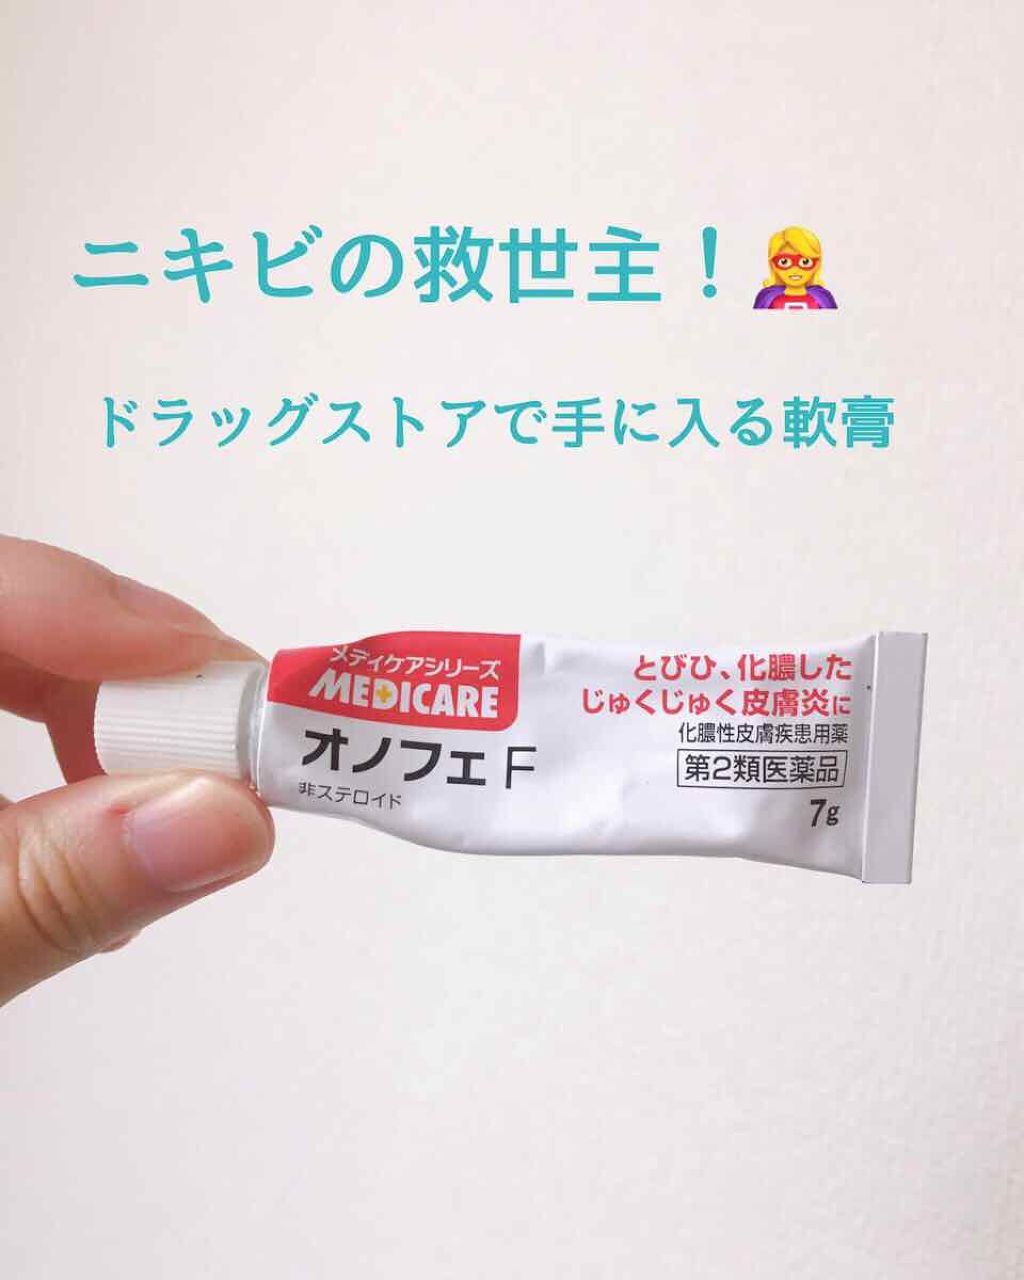 ニキビの救世主！
ドラッグストアで手に入る軟膏
メディケアシリーズ
MEDICARE
オノフェF
非ステロイド
とびひ、化膿した
じゅくじゅく皮膚炎に
化膿性皮膚疾患用薬
第2類医薬品
7g